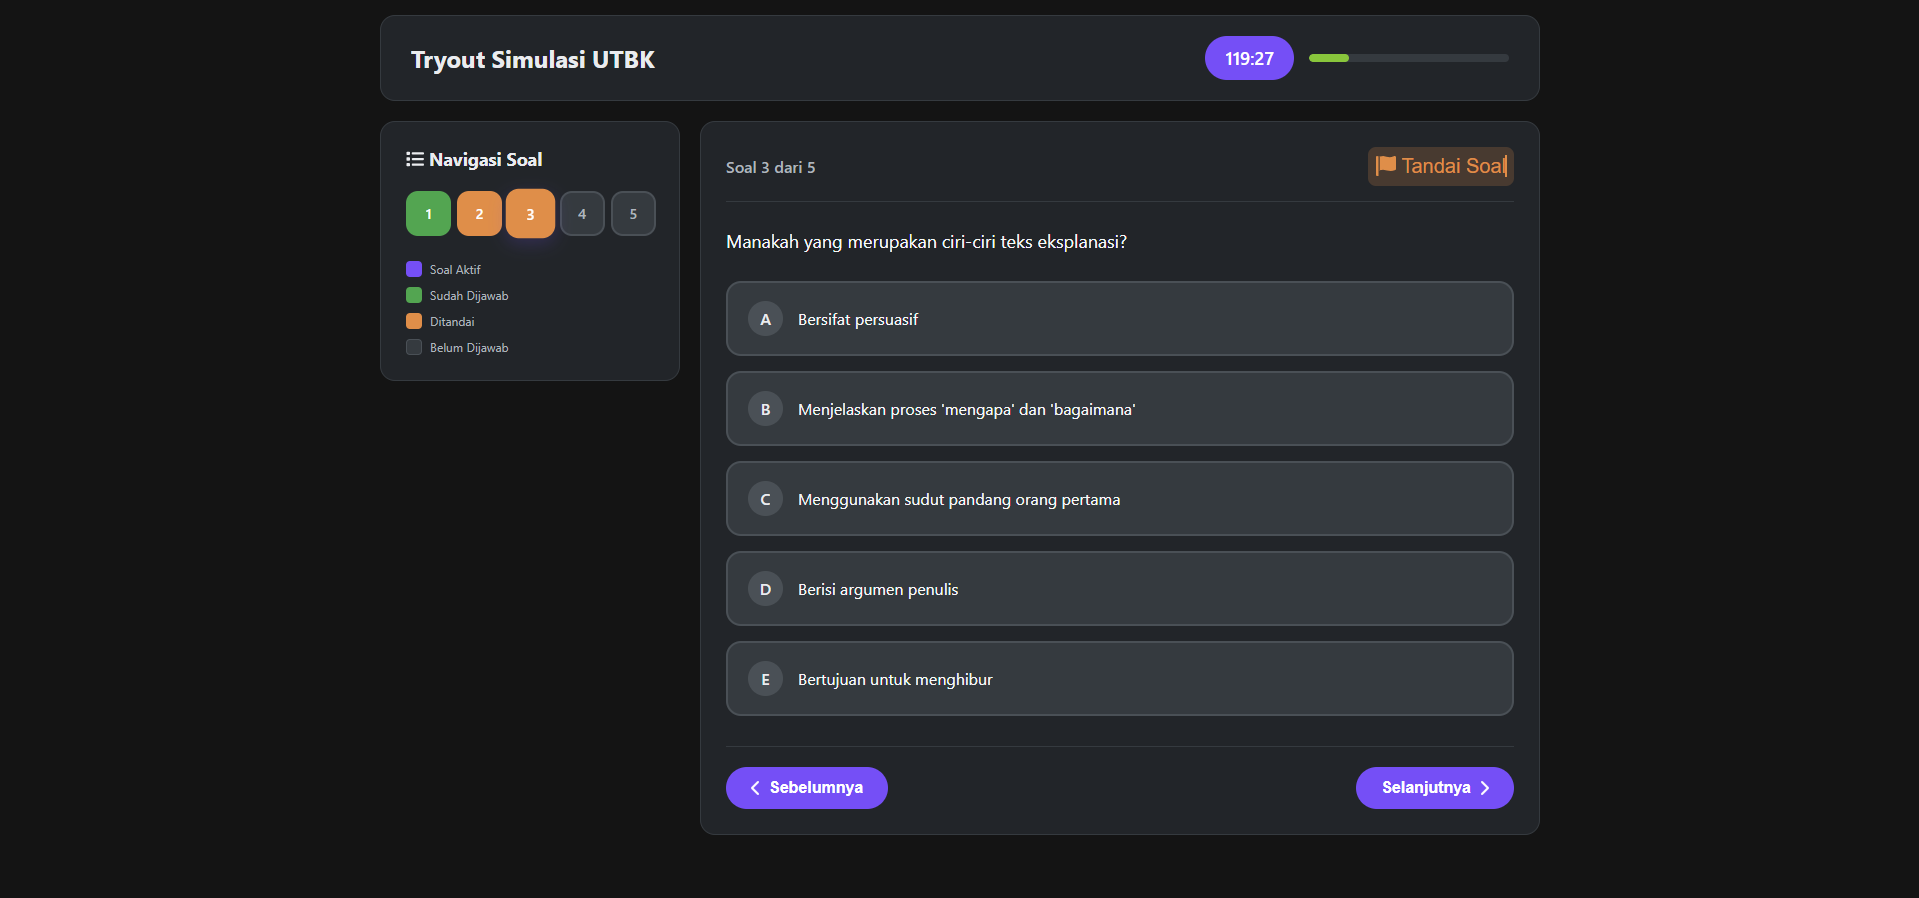 Tryout Simulasi UTBK
119:27
Navigasi Soal
1 2 3 4 5
Soal Aktif
Sudah Dijawab
Ditandai
Belum Dijawab
Soal 3 dari 5
Tandai Soal
Manakah yang merupakan ciri-ciri teks eksplanasi?
A Bersifat persuasif
B Menjelaskan proses 'mengapa' dan 'bagaimana'
C Menggunakan sudut pandang orang pertama
D Berisi argumen penulis
E Bertujuan untuk menghibur
Sebelumnya
Selanjutnya